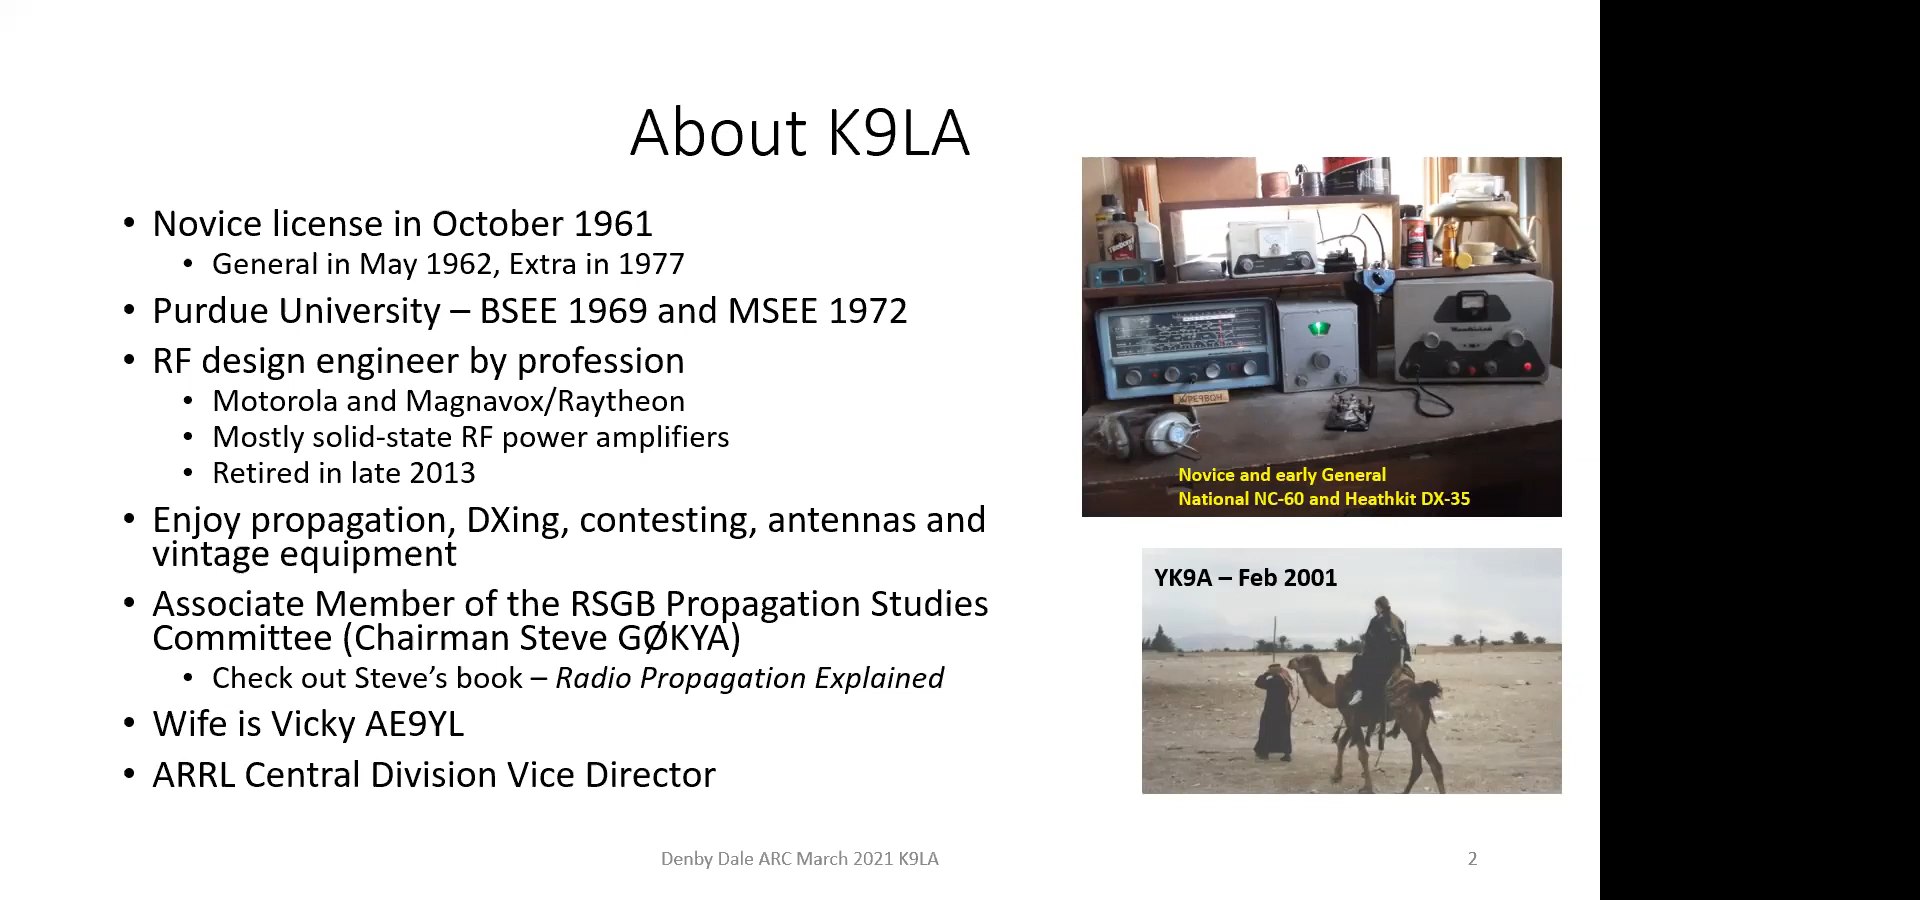 About K9LA
• Novice license in October 1961
• General in May 1962, Extra in 1977
• Purdue University – BSEE 1969 and MSEE 1972
• RF design engineer by profession
• Motorola and Magnavox/Raytheon
• Mostly solid-state RF power amplifiers
• Retired in late 2013
• Enjoy propagation, DXing, contesting, antennas and
vintage equipment
• Associate Member of the RSGB Propagation Studies
Committee (Chairman Steve GØKYA)
• Check out Steve’s book – Radio Propagation Explained
• Wife is Vicky AE9YL
• ARRL Central Division Vice Director
WPE9BGH
Novice and early General
National NC-60 and Heathkit DX-35
YK9A – Feb 2001
Denby Dale ARC March 2021 K9LA
2